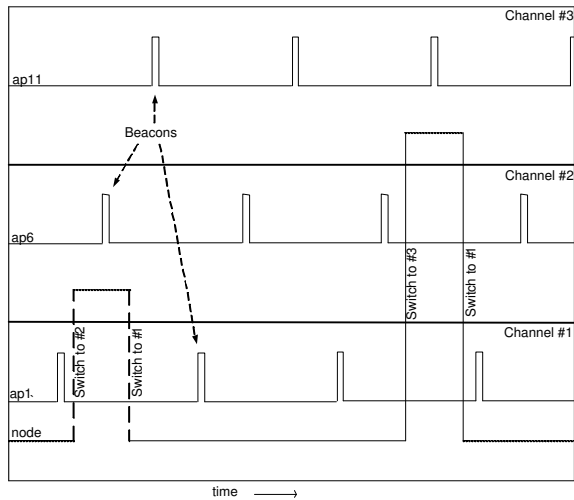 Channel #3
ap11
Beacons
Channel #2
ap6
Switch to #3
Switch to #1
Channel #1
Switch to #2
Switch to #1
ap1
node
time